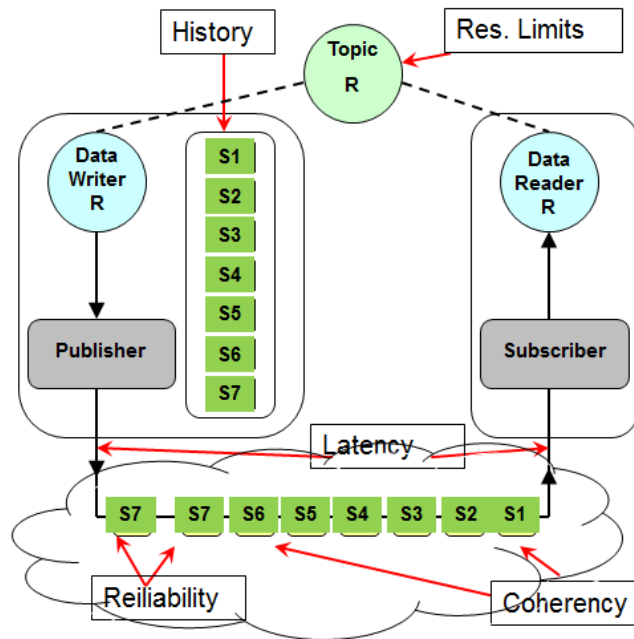 History
Res. Limits
Topic
R
Data
Writer
R
S1
S2
S3
S4
S5
S6
S7
Data
Reader
R
Publisher
Subscriber
Latency
S7
S7
S6
S5
S4
S3
S2
S1
Reiliability
Coherency